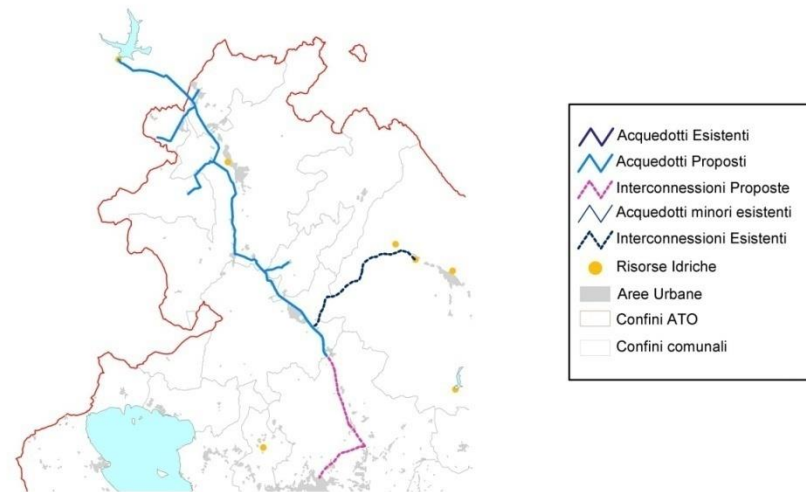 Acquedotti Esistenti
Acquedotti Proposti
Interconnessioni Proposte
Acquedotti minori esistenti
Interconnessioni Esistenti
Risorse Idriche
Aree Urbane
Confini ATO
Confini comunali